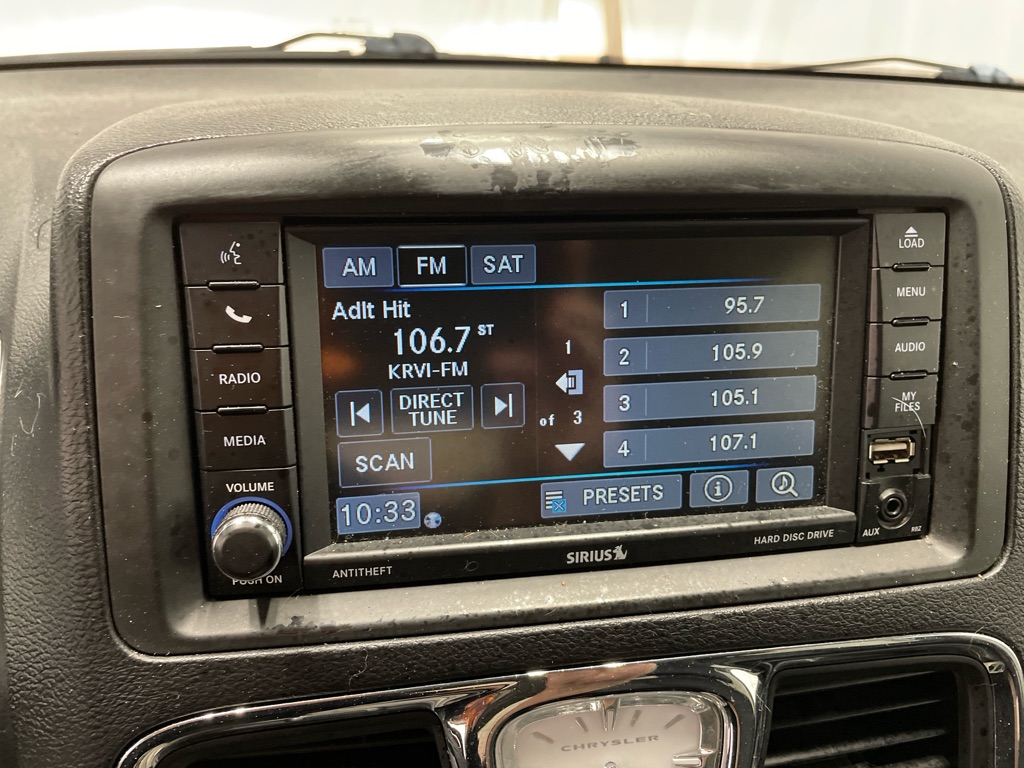 AM FM SAT
Adlt Hit
106.7 ST
KRVI-FM
DIRECT
TUNE
SCAN
10:33
1
of 3
1 95.7
2 105.9
3 105.1
4 107.1
PRESETS
RADIO
MEDIA
VOLUME
PUSH ON
LOAD
MENU
AUDIO
MY
FILES
AUX
RBZ
ANTITHEFT
SIRIUS
HARD DISC DRIVE
CHRYSLER